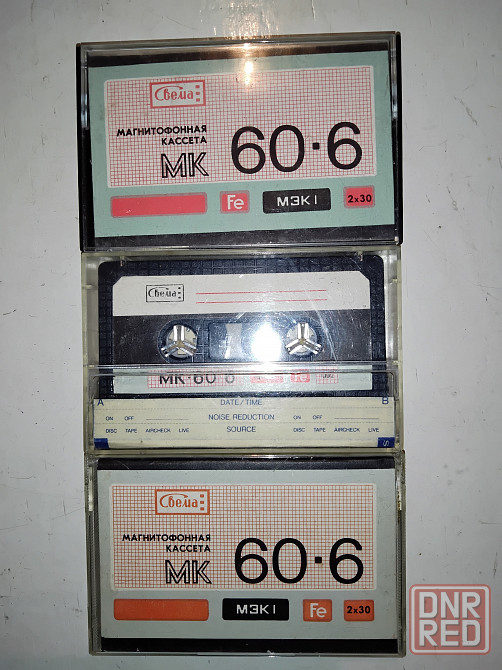 Свема
МАГНИТОФОННАЯ
КАССЕТА
МК 60·6
Fe МЭК I 2x30
Свема
МК·60·6 Fe
A DATE/TIME B
ON OFF NOISE REDUCTION ON OFF
DISC TAPE AIRCHECK LIVE SOURCE DISC TAPE AIRCHECK LIVE
S
Свема
МАГНИТОФОННАЯ
КАССЕТА
МК 60·6
МЭК I Fe 2x30
DNR
RED